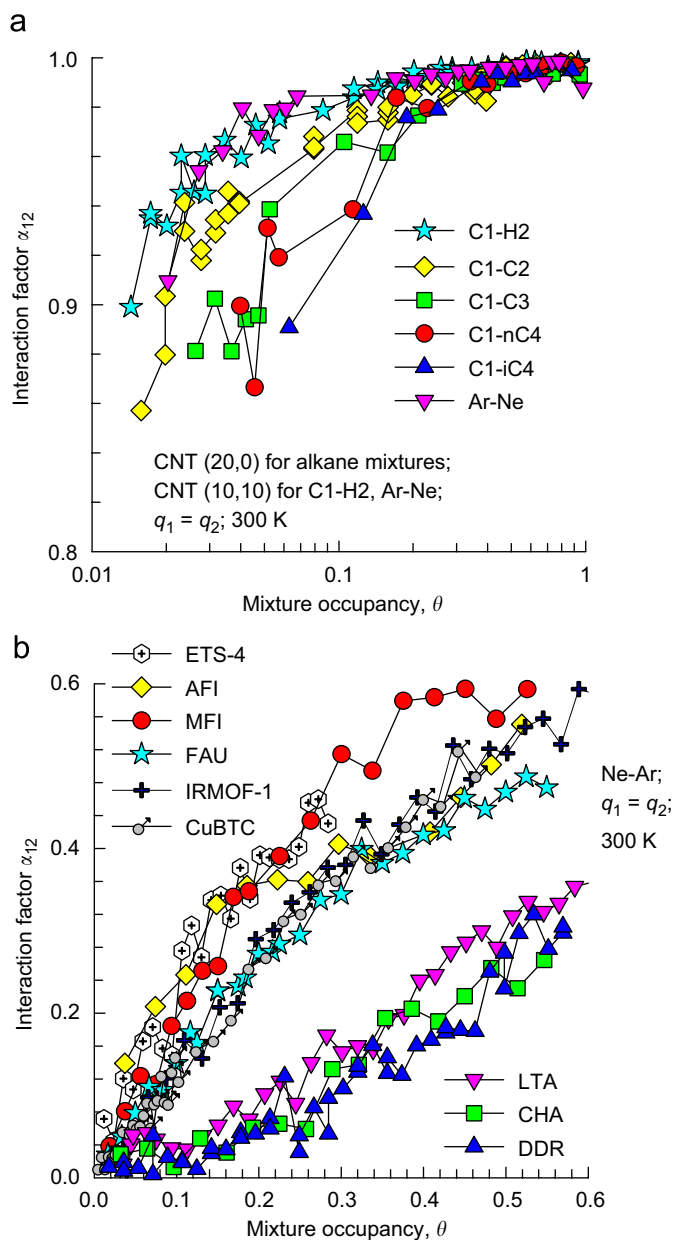 a
1.0
0.9
0.8
Interaction factor α12
C1-H2
C1-C2
C1-C3
C1-nC4
C1-iC4
Ar-Ne
CNT (20,0) for alkane mixtures;
CNT (10,10) for C1-H2, Ar-Ne;
q1 = q2; 300 K
0.01 0.1 1
Mixture occupancy, θ
b
ETS-4
AFI
MFI
FAU
IRMOF-1
CuBTC
0.6
0.4
0.2
0.0
Interaction factor α12
Ne-Ar;
q1 = q2;
300 K
LTA
CHA
DDR
0.0 0.1 0.2 0.3 0.4 0.5 0.6
Mixture occupancy, θ